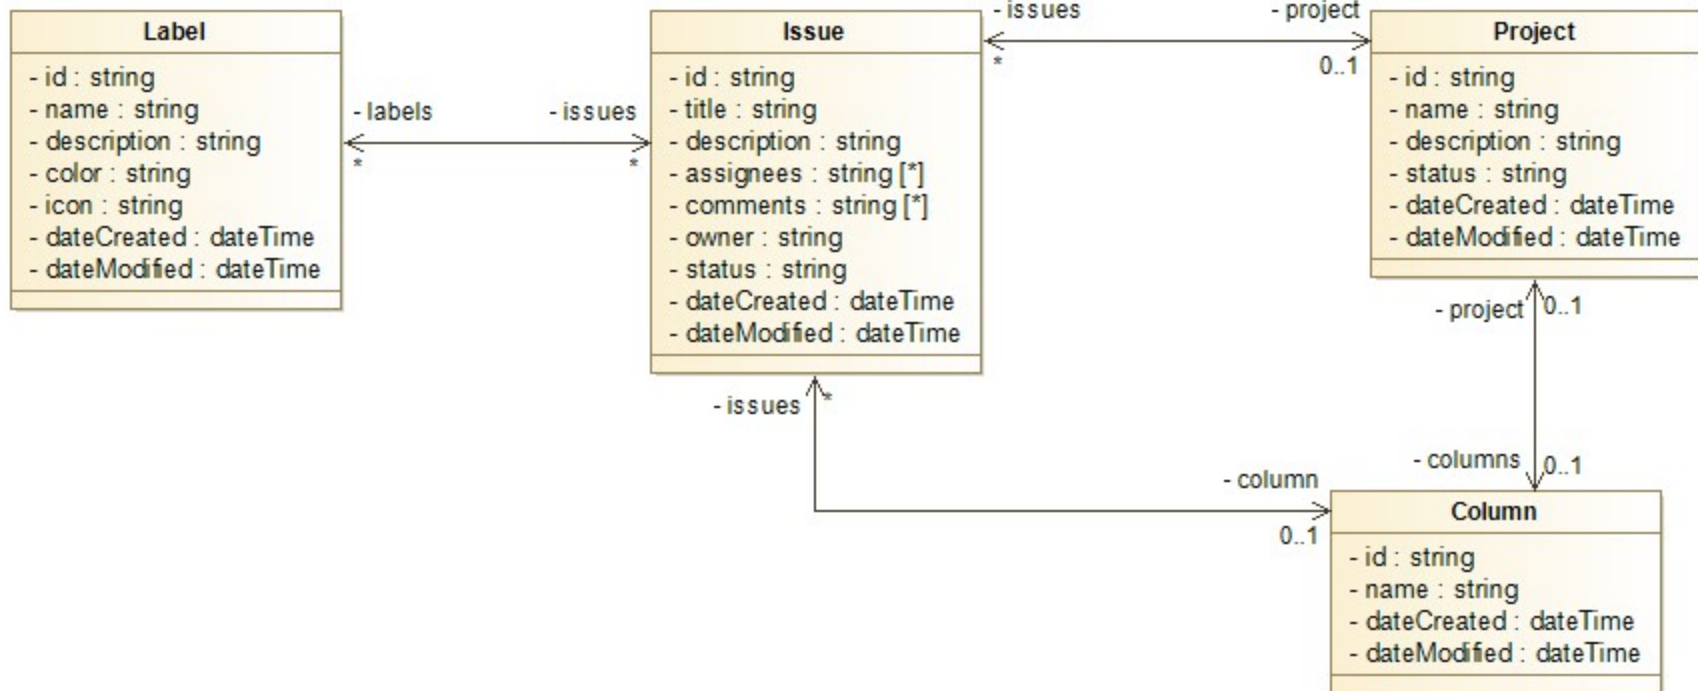 Label
- id : string
- name : string
- description : string
- color : string
- icon : string
- dateCreated : dateTime
- dateModified : dateTime
- labels
*
- issues
*
Issue
- id : string
- title : string
- description : string
- assignees : string [*]
- comments : string [*]
- owner : string
- status : string
- dateCreated : dateTime
- dateModified : dateTime
- issues
*
- project
0..1
Project
- id : string
- name : string
- description : string
- status : string
- dateCreated : dateTime
- dateModified : dateTime
- project
0..1
- columns
0..1
- issues
*
- column
0..1
Column
- id : string
- name : string
- dateCreated : dateTime
- dateModified : dateTime